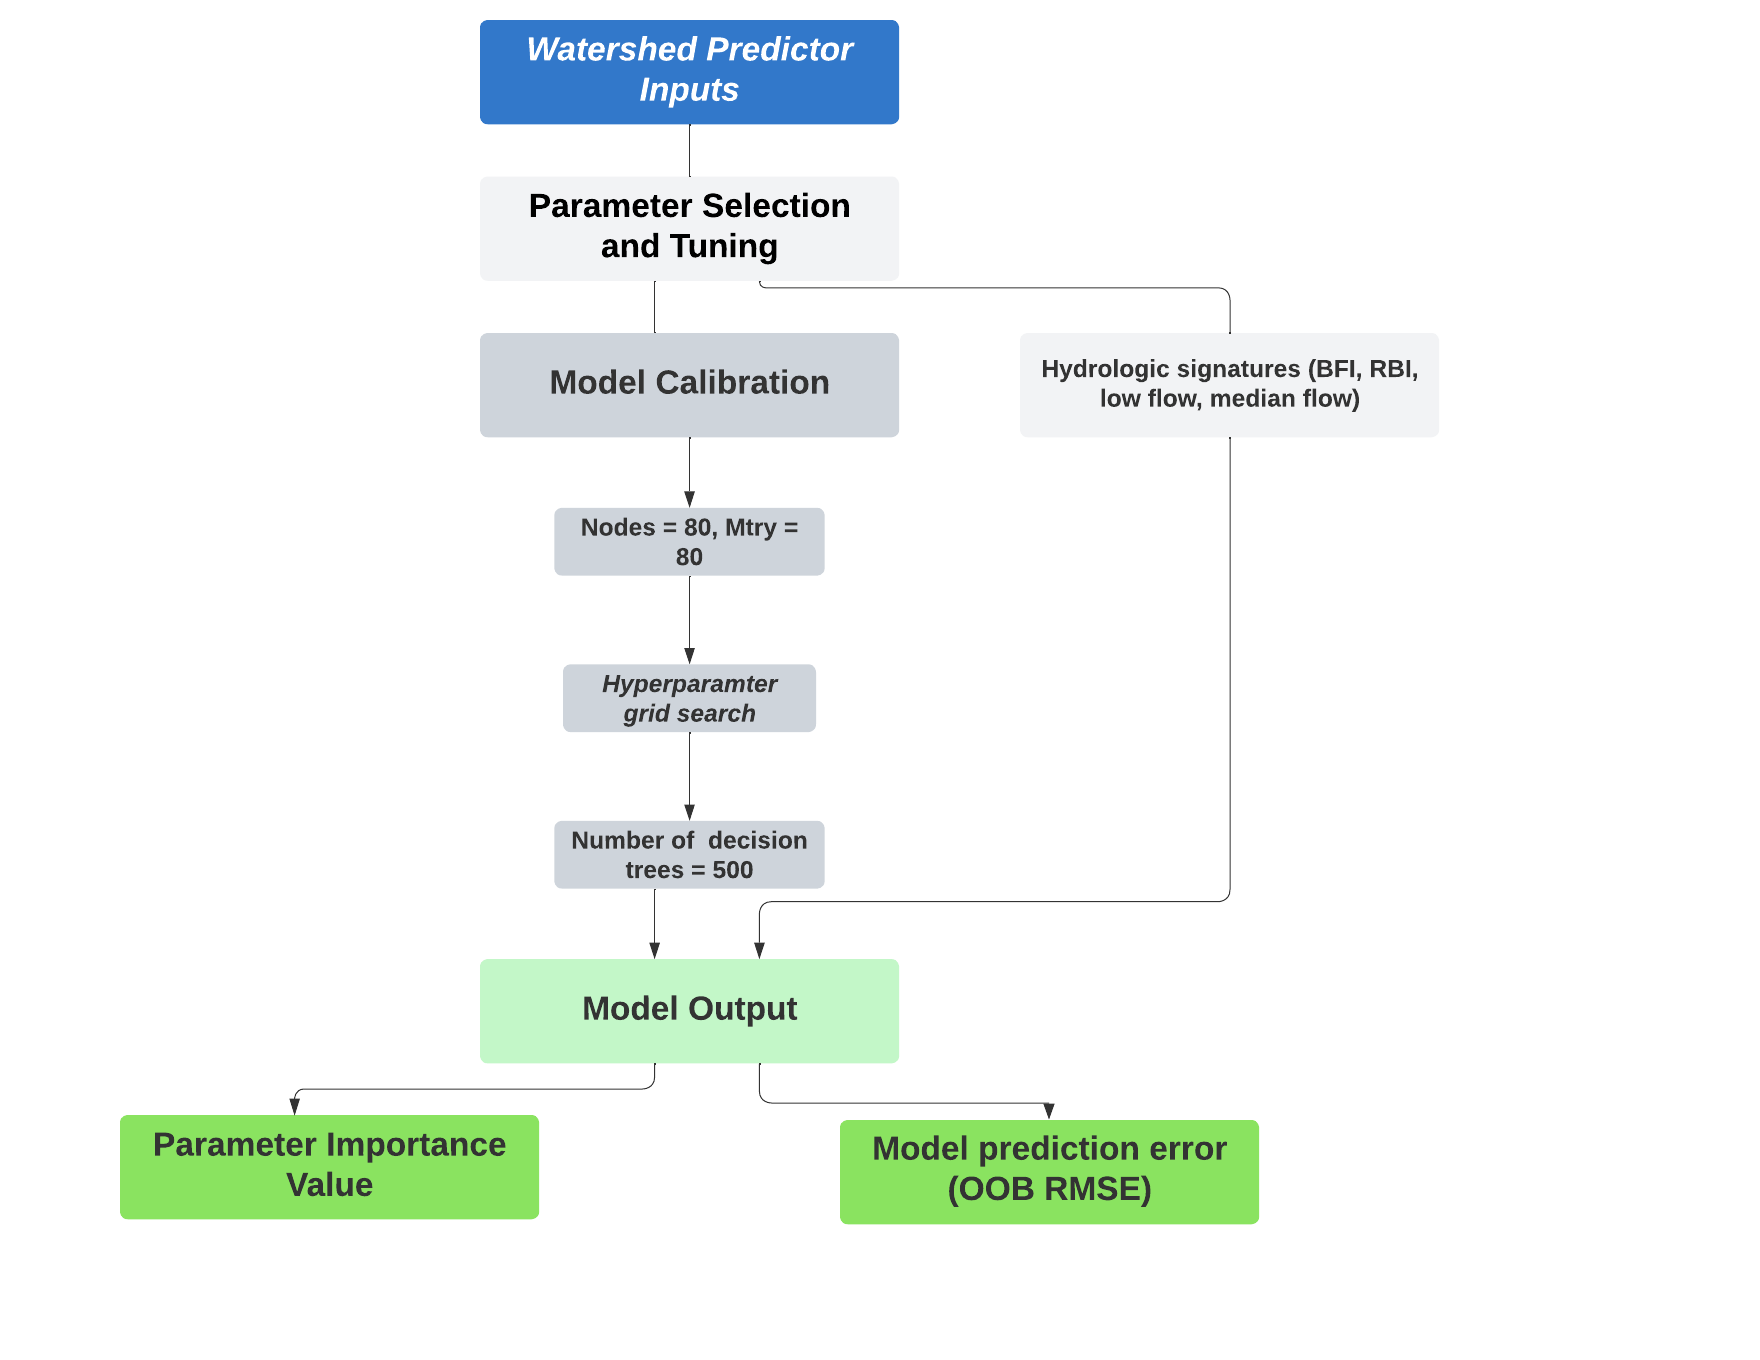 Watershed Predictor
Inputs
Parameter Selection
and Tuning
Model Calibration
Hydrologic signatures (BFI, RBI,
low flow, median flow)
Nodes = 80, Mtry =
80
Hyperparamter
grid search
Number of  decision
trees = 500
Model Output
Parameter Importance
Value
Model prediction error
(OOB RMSE)